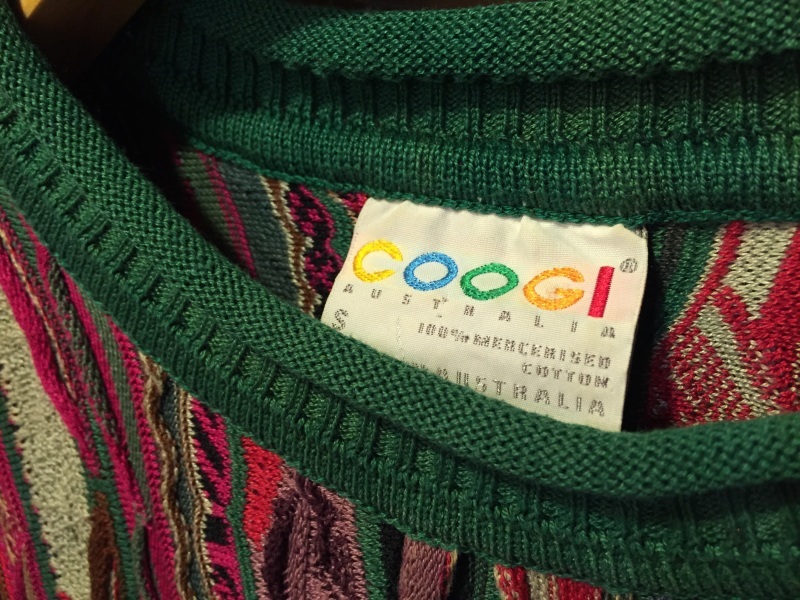 COOGI®
AUSTRALIA
S 100% MERCERISED
COTTON
AUSTRALIA